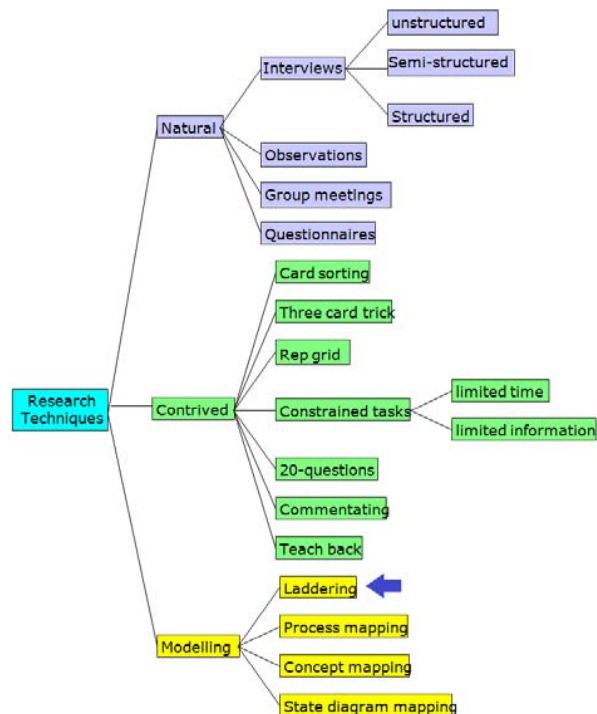 unstructured
Interviews
Semi-structured
Structured
Natural
Observations
Group meetings
Questionnaires
Card sorting
Three card trick
Rep grid
Research
Techniques
Contrived
Constrained tasks
limited time
limited information
20-questions
Commentating
Teach back
Laddering
Process mapping
Modelling
Concept mapping
State diagram mapping